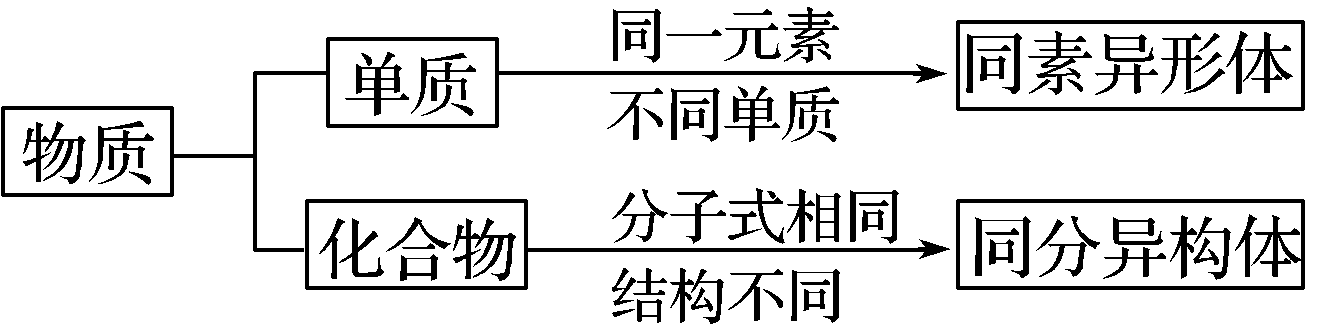 物质
单质
同一元素
不同单质
同素异形体
化合物
分子式相同
结构不同
同分异构体